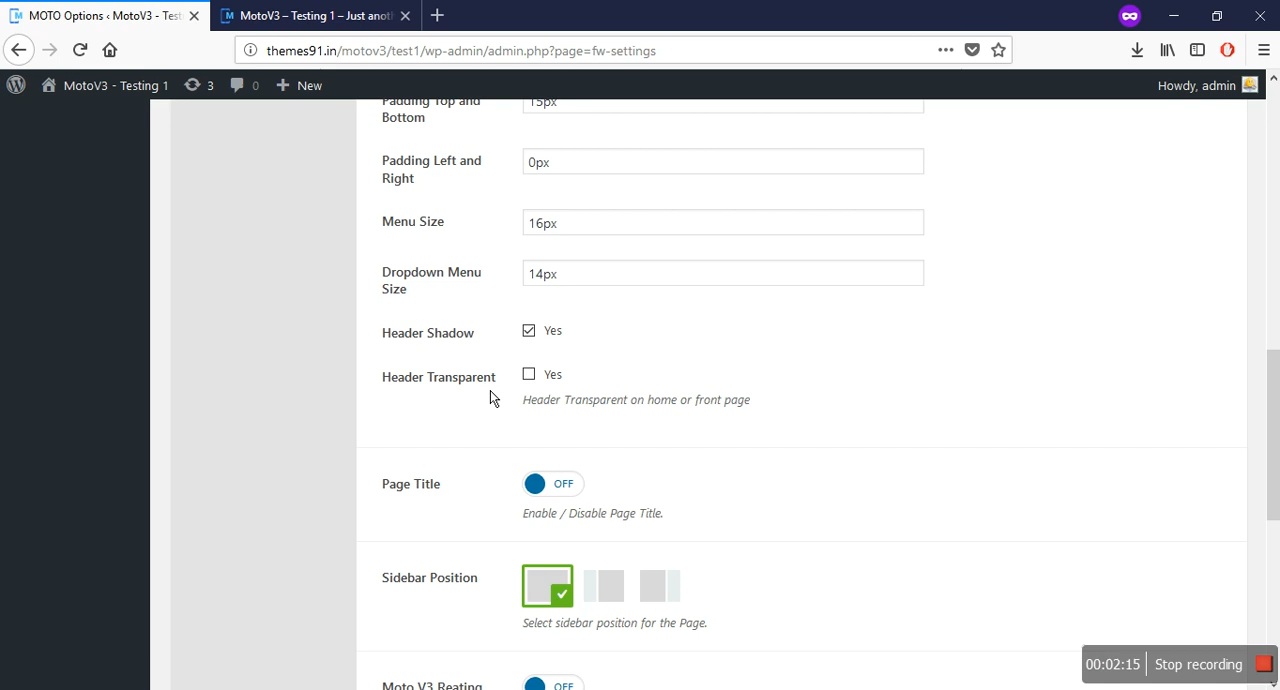 MOTO Options ‹ MotoV3 - Test
MotoV3 – Testing 1 – Just anot
themes91.in/motov3/test1/wp-admin/admin.php?page=fw-settings
MotoV3 - Testing 1
3
0
New
Howdy, admin
Padding Top and
Bottom
15px
Padding Left and
Right
0px
Menu Size
16px
Dropdown Menu
Size
14px
Header Shadow
Yes
Header Transparent
Yes
Header Transparent on home or front page
Page Title
OFF
Enable / Disable Page Title.
Sidebar Position
Select sidebar position for the Page.
Moto V3 Reating
OFF
00:02:15
Stop recording